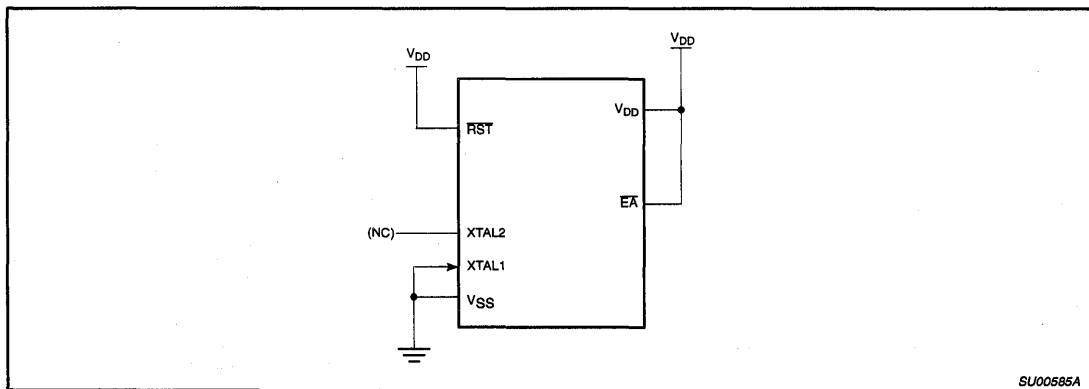 VDD
VDD
VDD
RST
EA
(NC)
XTAL2
XTAL1
VSS
SU00585A